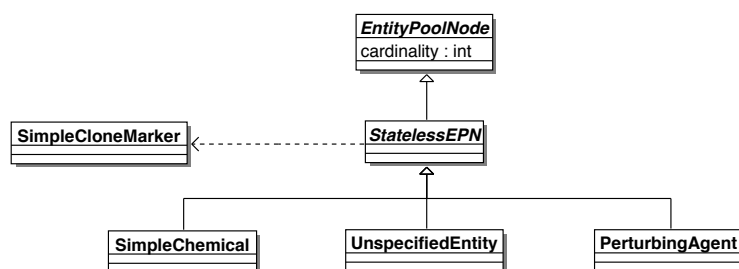 EntityPoolNode
cardinality : int
SimpleCloneMarker
StatelessEPN
SimpleChemical
UnspecifiedEntity
PerturbingAgent